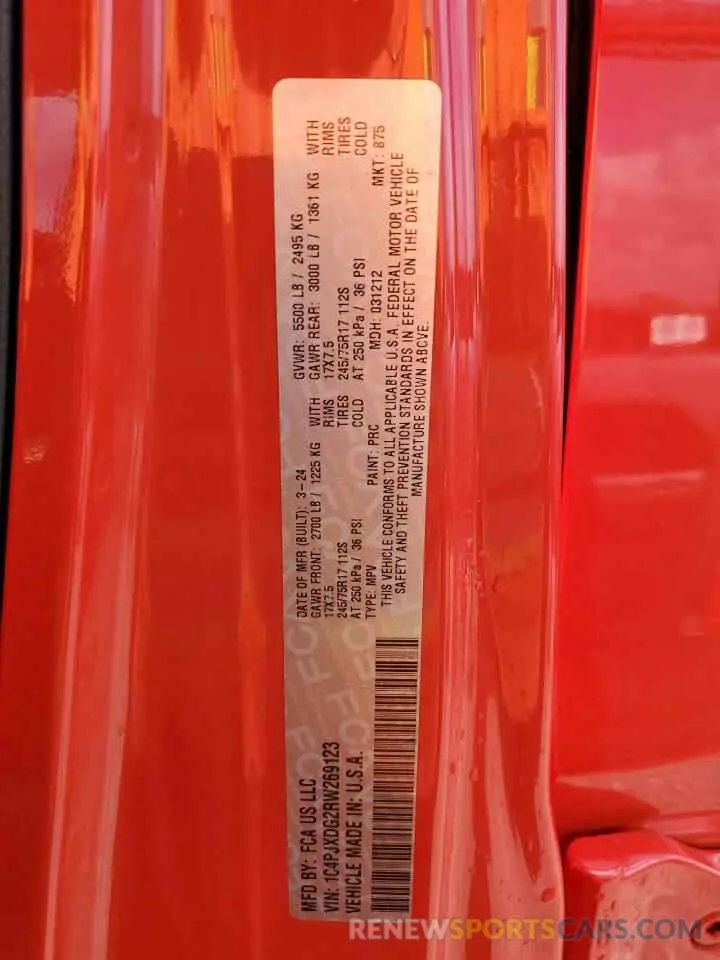 MFD BY: FCA US LLC
VIN: 1C4PJXDG2RW269123
VEHICLE MADE IN: U.S.A.
DATE OF MFR (BUILT): 3-24
GAWR FRONT: 2700 LB / 1225 KG WITH
17X7.5 RIMS
245/75R17 112S TIRES
AT 250 kPa / 36 PSI COLD
TYPE: MPV PAINT: PRC
GVWR: 5500 LB / 2495 KG
GAWR REAR: 3000 LB / 1361 KG WITH
17X7.5 RIMS
245/75R17 112S TIRES
AT 250 kPa / 36 PSI COLD
MDH: 031212 MKT: B75
THIS VEHICLE CONFORMS TO ALL APPLICABLE U.S.A. FEDERAL MOTOR VEHICLE
SAFETY AND THEFT PREVENTION STANDARDS IN EFFECT ON THE DATE OF
MANUFACTURE SHOWN ABOVE.
RENEWSPORTSCARS.COM